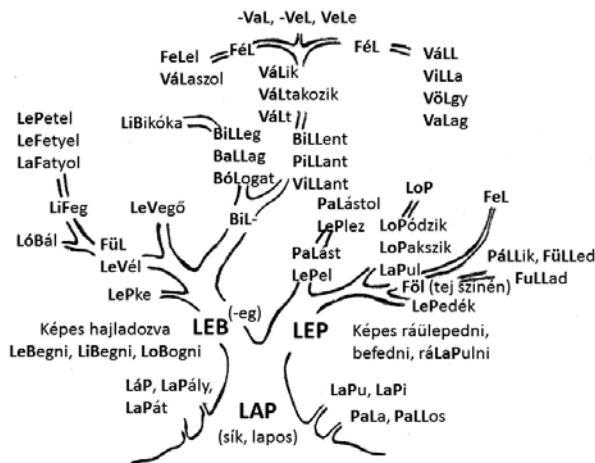 -VaL, -VeL, VeLe
FéL
FéL
FeLel
VáLaszol
VáLik
VáLtakozik
VáLt
VáLL
ViLLa
VöLgy
VaLag
LePetel
LeFetyel
LaFatyol
LiBikóka
BiLLeg
BaLLag
BóLogat
BiLLent
PiLLant
ViLLant
LiFeg
LeVegő
BiL-
PaLástol
LePlez
LoP
FeL
LóBál
FüL
LeVél
PaLást
LePel
LoPódzik
LoPakszik
LaPul
PáLLik, FüLLed
FuLLad
Föl (tej színén)
LePke
LePedék
LEB (-eg)
LEP
Képes hajladozva
LeBegni, LiBegni, LoBogni
Képes ráülepedni,
befedni, ráLaPulni
LáP, LaPály,
LaPát
LaPu, LaPi
PaLa, PaLLos
LAP
(sík, lapos)